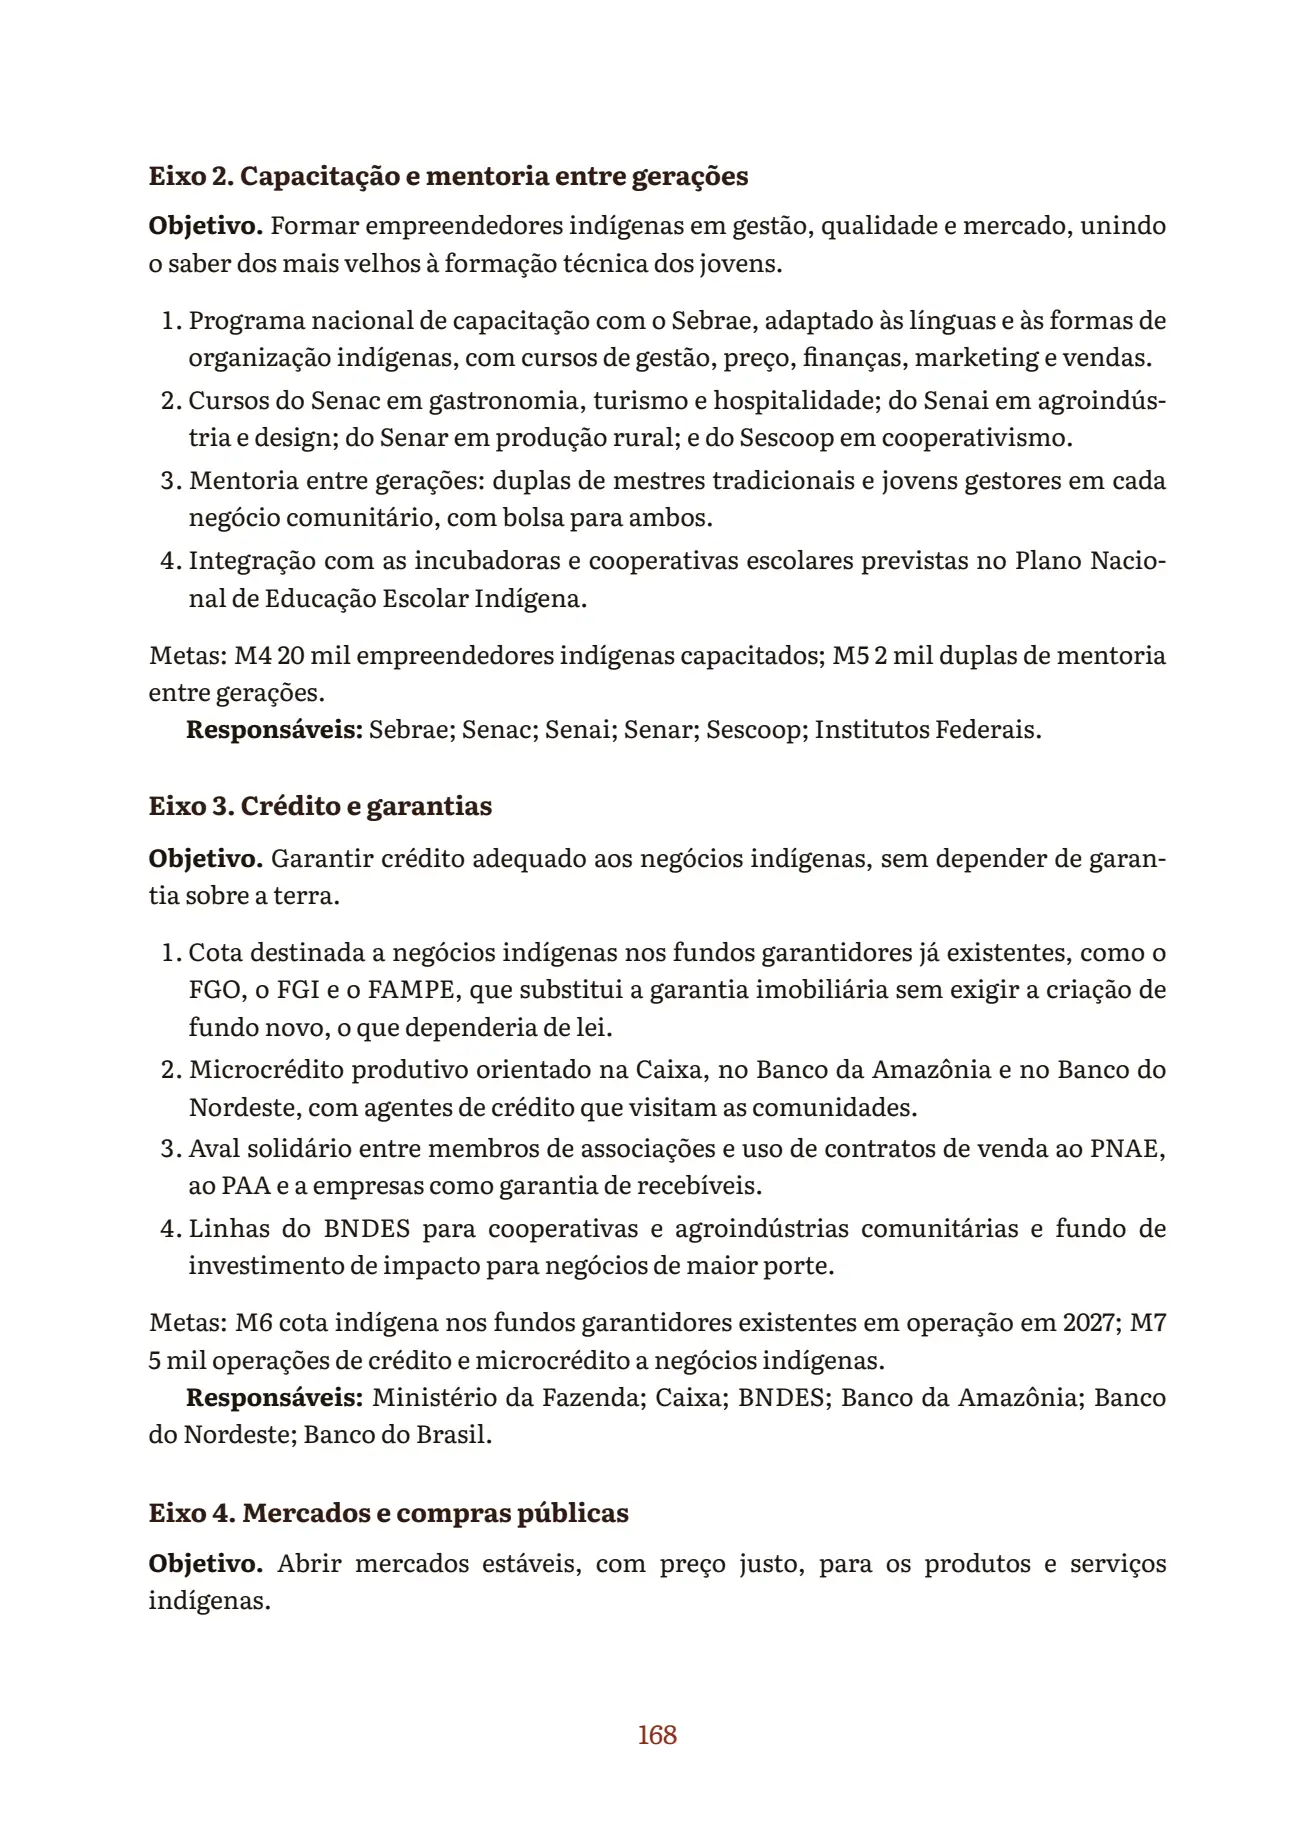 Eixo 2. Capacitação e mentoria entre gerações
Objetivo. Formar empreendedores indígenas em gestão, qualidade e mercado, unindo
o saber dos mais velhos à formação técnica dos jovens.
1. Programa nacional de capacitação com o Sebrae, adaptado às línguas e às formas de
organização indígenas, com cursos de gestão, preço, finanças, marketing e vendas.
2. Cursos do Senac em gastronomia, turismo e hospitalidade; do Senai em agroindús-
tria e design; do Senar em produção rural; e do Sescoop em cooperativismo.
3. Mentoria entre gerações: duplas de mestres tradicionais e jovens gestores em cada
negócio comunitário, com bolsa para ambos.
4. Integração com as incubadoras e cooperativas escolares previstas no Plano Nacio-
nal de Educação Escolar Indígena.
Metas: M4 20 mil empreendedores indígenas capacitados; M5 2 mil duplas de mentoria
entre gerações.
Responsáveis: Sebrae; Senac; Senai; Senar; Sescoop; Institutos Federais.
Eixo 3. Crédito e garantias
Objetivo. Garantir crédito adequado aos negócios indígenas, sem depender de garan-
tia sobre a terra.
1. Cota destinada a negócios indígenas nos fundos garantidores já existentes, como o
FGO, o FGI e o FAMPE, que substitui a garantia imobiliária sem exigir a criação de
fundo novo, o que dependeria de lei.
2. Microcrédito produtivo orientado na Caixa, no Banco da Amazônia e no Banco do
Nordeste, com agentes de crédito que visitam as comunidades.
3. Aval solidário entre membros de associações e uso de contratos de venda ao PNAE,
ao PAA e a empresas como garantia de recebíveis.
4. Linhas do BNDES para cooperativas e agroindústrias comunitárias e fundo de
investimento de impacto para negócios de maior porte.
Metas: M6 cota indígena nos fundos garantidores existentes em operação em 2027; M7
5 mil operações de crédito e microcrédito a negócios indígenas.
Responsáveis: Ministério da Fazenda; Caixa; BNDES; Banco da Amazônia; Banco
do Nordeste; Banco do Brasil.
Eixo 4. Mercados e compras públicas
Objetivo. Abrir mercados estáveis, com preço justo, para os produtos e serviços
indígenas.
168